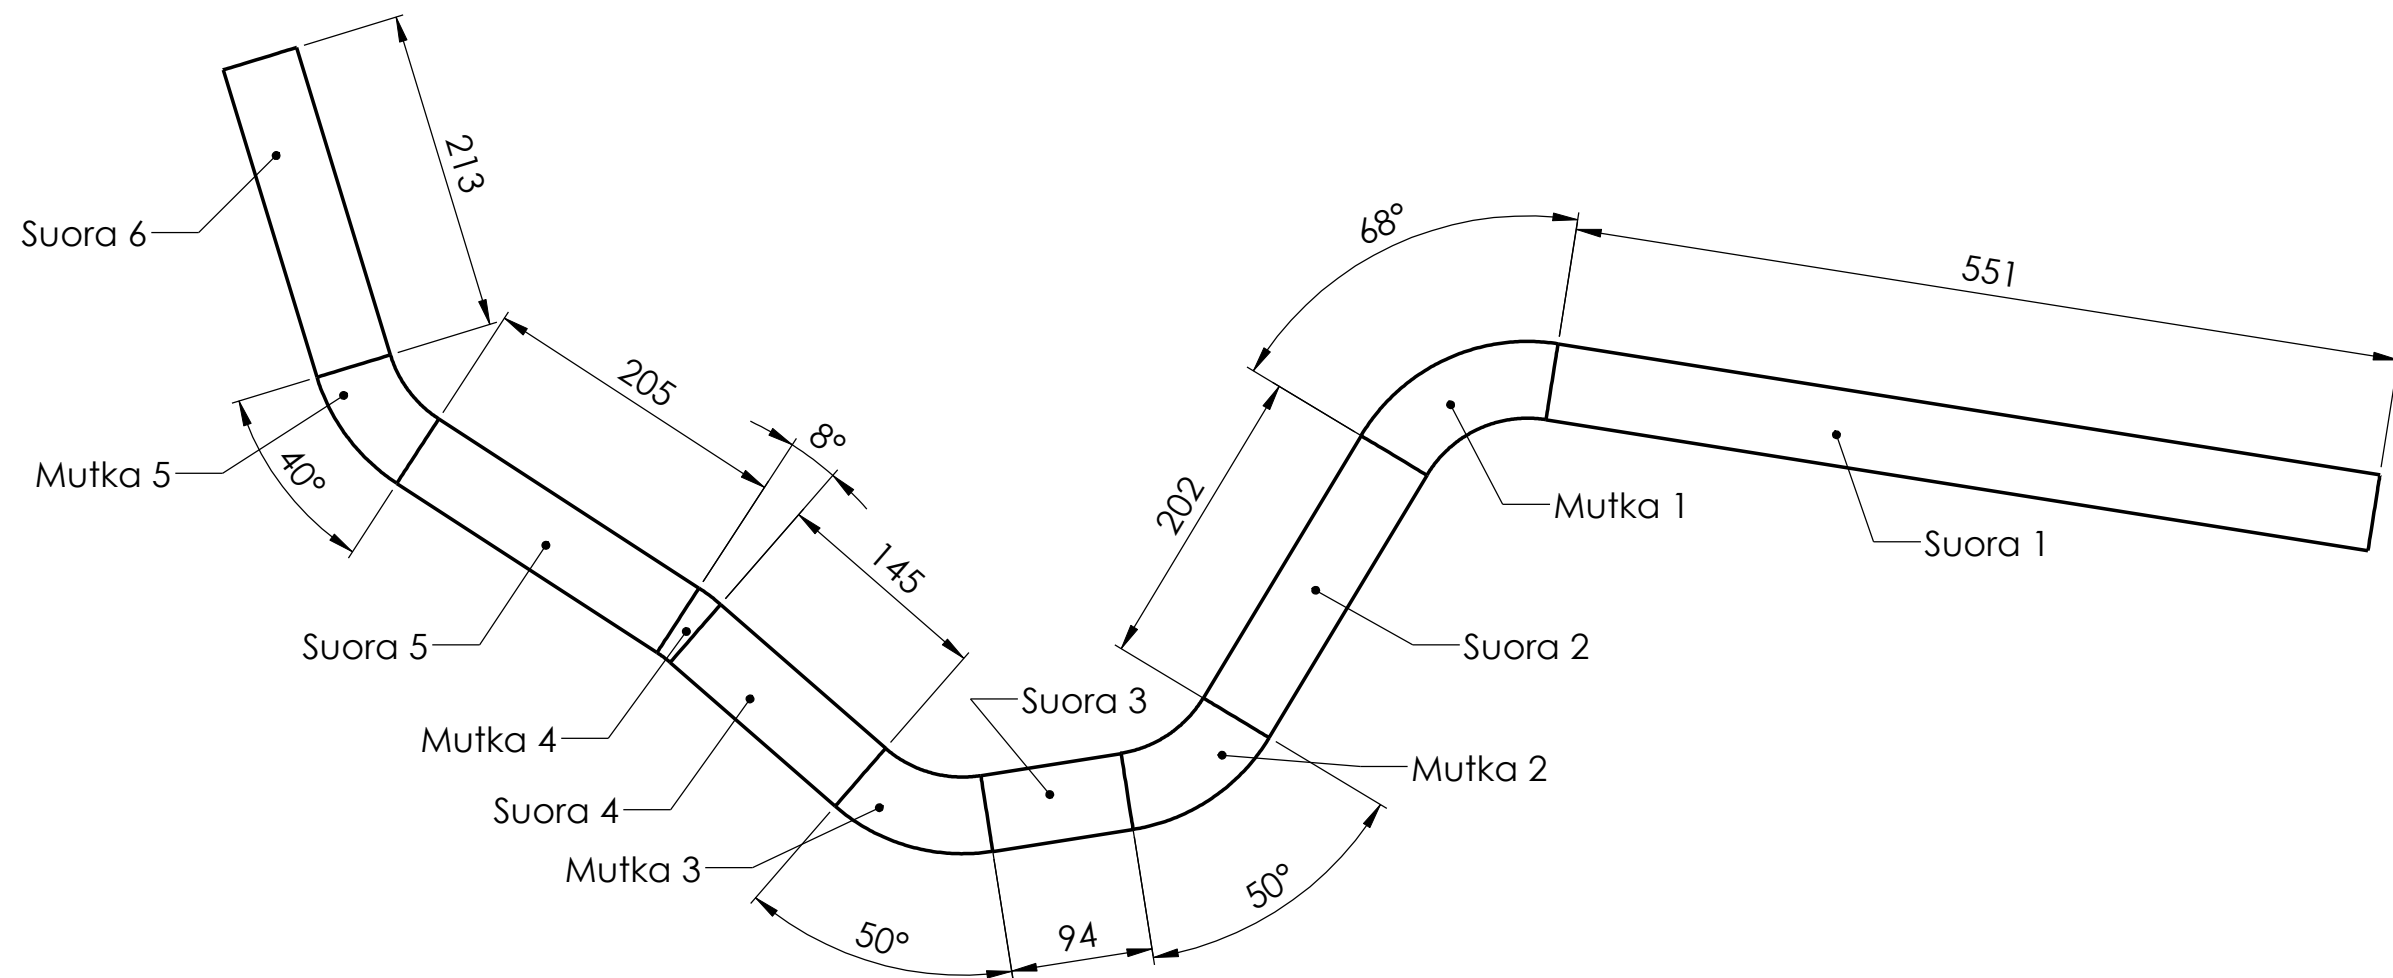 213
Suora 6
68°
551
205
8°
40°
Mutka 5
145
202
Mutka 1
Suora 1
Suora 5
Suora 2
Suora 3
Mutka 4
Mutka 2
Suora 4
Mutka 3
50°
50°
94